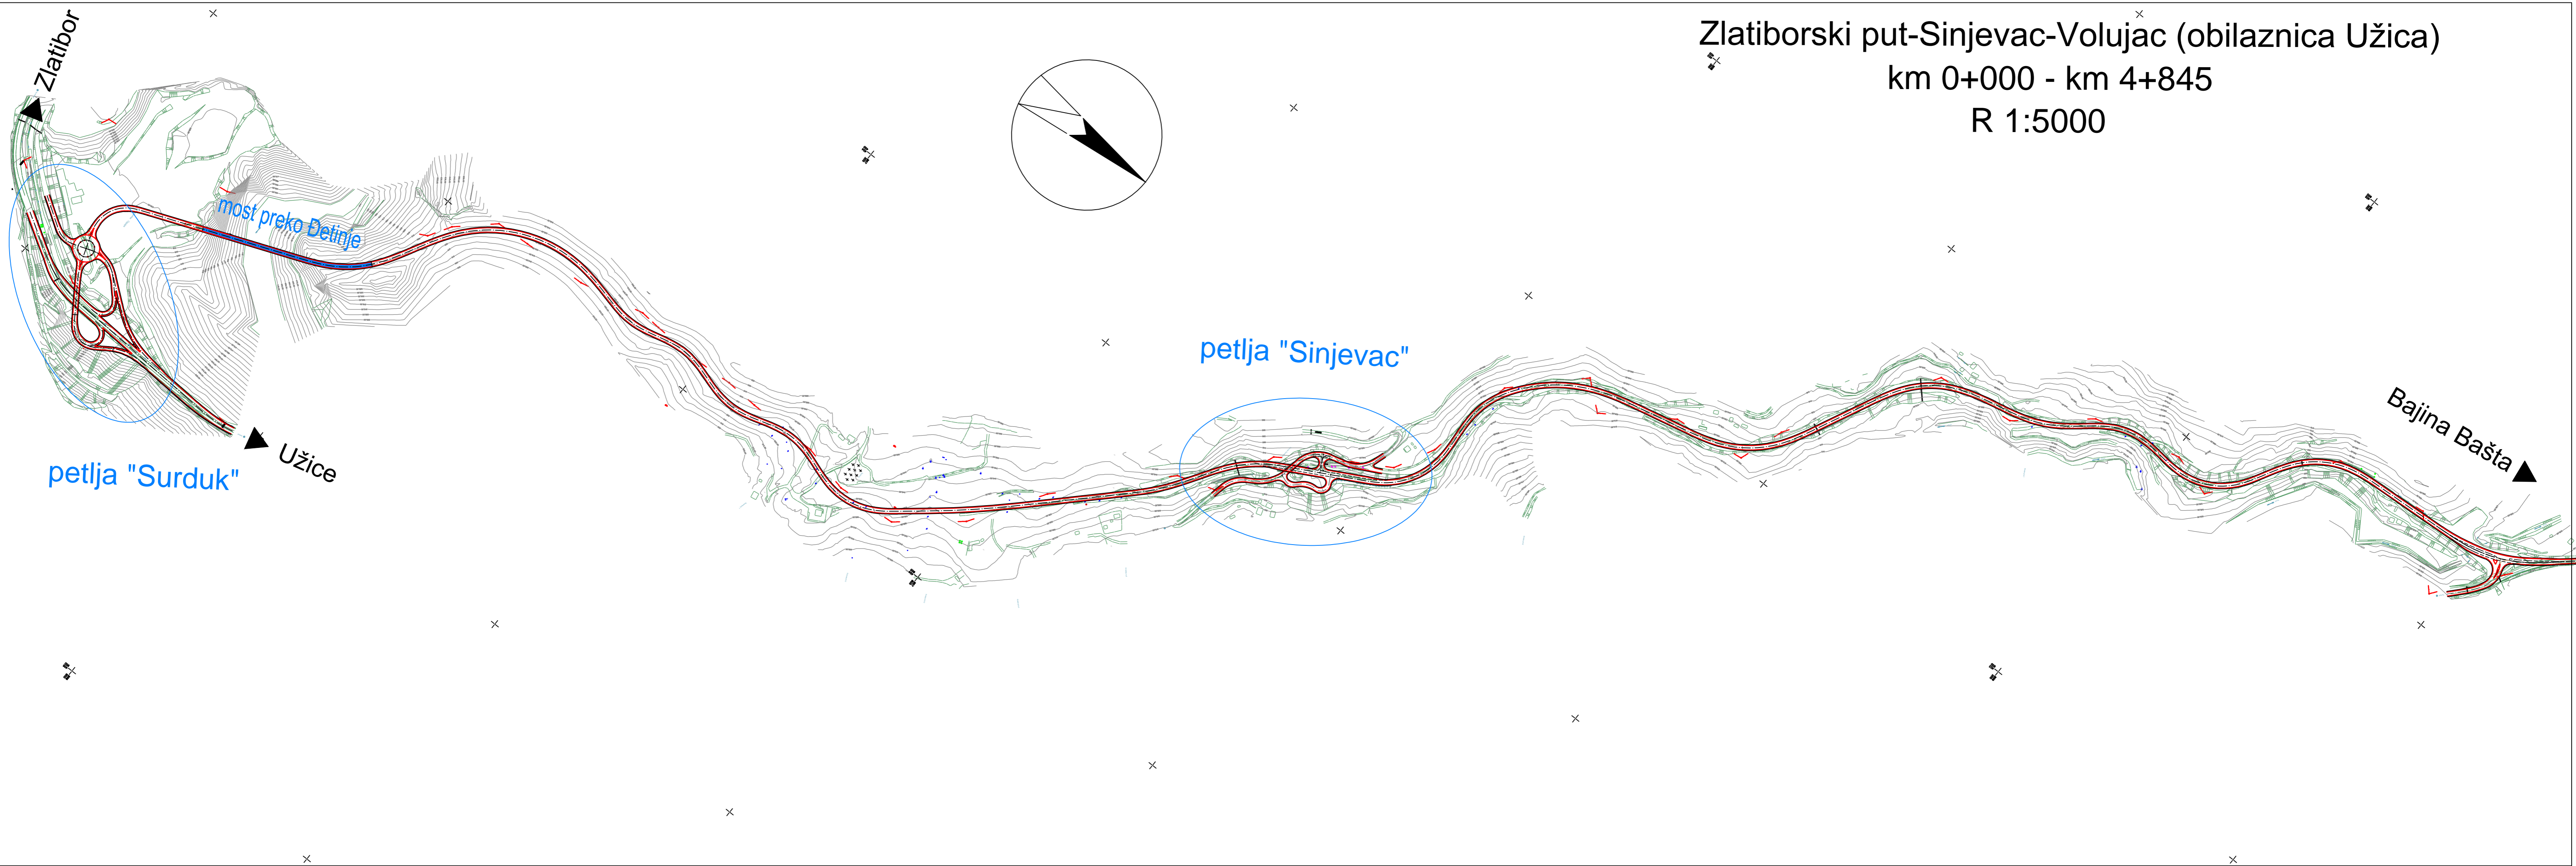 Zlatiborski put-Sinjevac-Volujac (obilaznica Užica)
km 0+000 - km 4+845
R 1:5000
Zlatibor
most preko Đetinje
petlja "Surduk"
Užice
petlja "Sinjevac"
Bajina Bašta